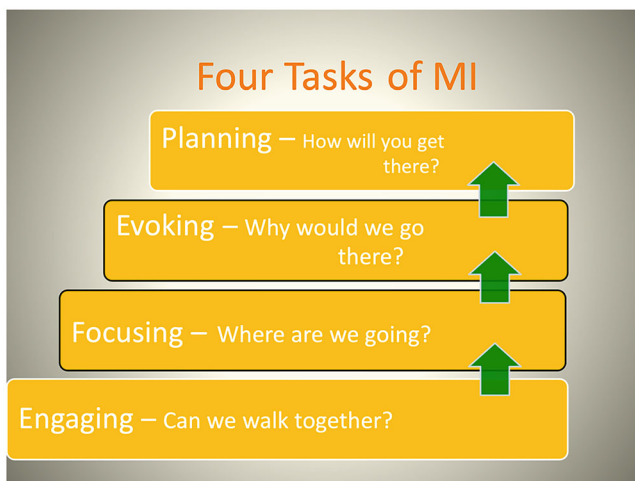 Four Tasks of MI
Planning – How will you get
there?
Evoking – Why would we go
there?
Focusing – Where are we going?
Engaging – Can we walk together?